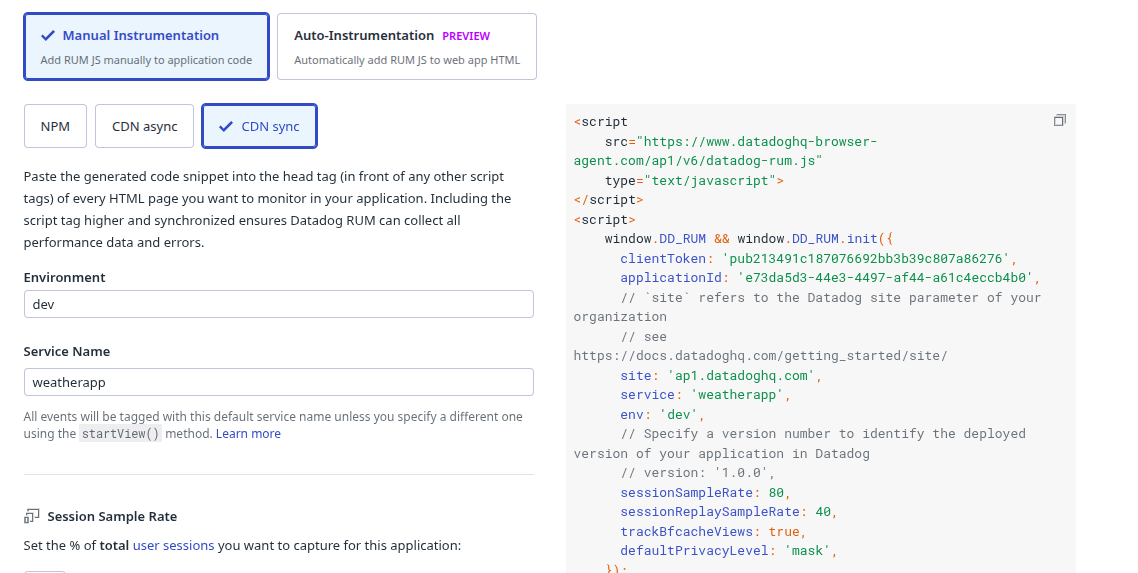 Manual Instrumentation
Add RUM JS manually to application code
Auto-Instrumentation PREVIEW
Automatically add RUM JS to web app HTML
NPM
CDN async
CDN sync
Paste the generated code snippet into the head tag (in front of any other script
tags) of every HTML page you want to monitor in your application. Including the
script tag higher and synchronized ensures Datadog RUM can collect all
performance data and errors.
Environment
dev
Service Name
weatherapp
All events will be tagged with this default service name unless you specify a different one
using the startView() method. Learn more
Session Sample Rate
Set the % of total user sessions you want to capture for this application:
<script
src="https://www.datadoghq-browser-
agent.com/ap1/v6/datadog-rum.js"
type="text/javascript">
</script>
<script>
window.DD_RUM && window.DD_RUM.init({
clientToken: 'pub213491c187076692bb3b39c807a86276',
applicationId: 'e73da5d3-44e3-4497-af44-a61c4eccb4b0',
// `site` refers to the Datadog site parameter of your
organization
// see
https://docs.datadoghq.com/getting_started/site/
site: 'ap1.datadoghq.com',
service: 'weatherapp',
env: 'dev',
// Specify a version number to identify the deployed
version of your application in Datadog
// version: '1.0.0',
sessionSampleRate: 80,
sessionReplaySampleRate: 40,
trackBfcacheViews: true,
defaultPrivacyLevel: 'mask',
});